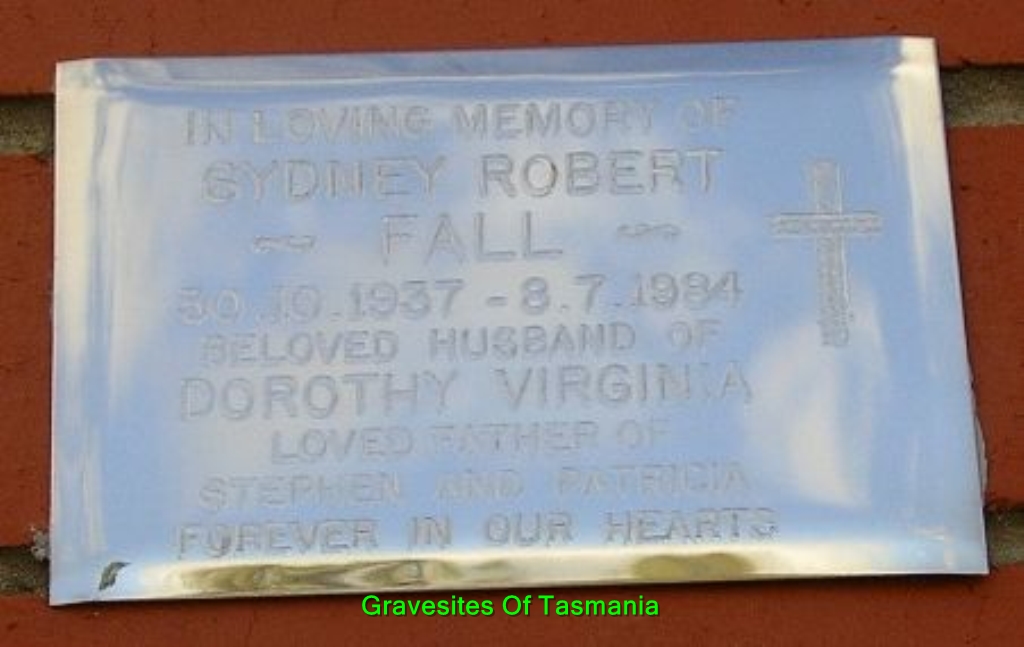 IN LOVING MEMORY OF
SYDNEY ROBERT
~ FALL ~
30.10.1937 - 8.7.1984
BELOVED HUSBAND OF
DOROTHY VIRGINIA
LOVED FATHER OF
STEPHEN AND PATRICIA
FOREVER IN OUR HEARTS
Gravesites Of Tasmania